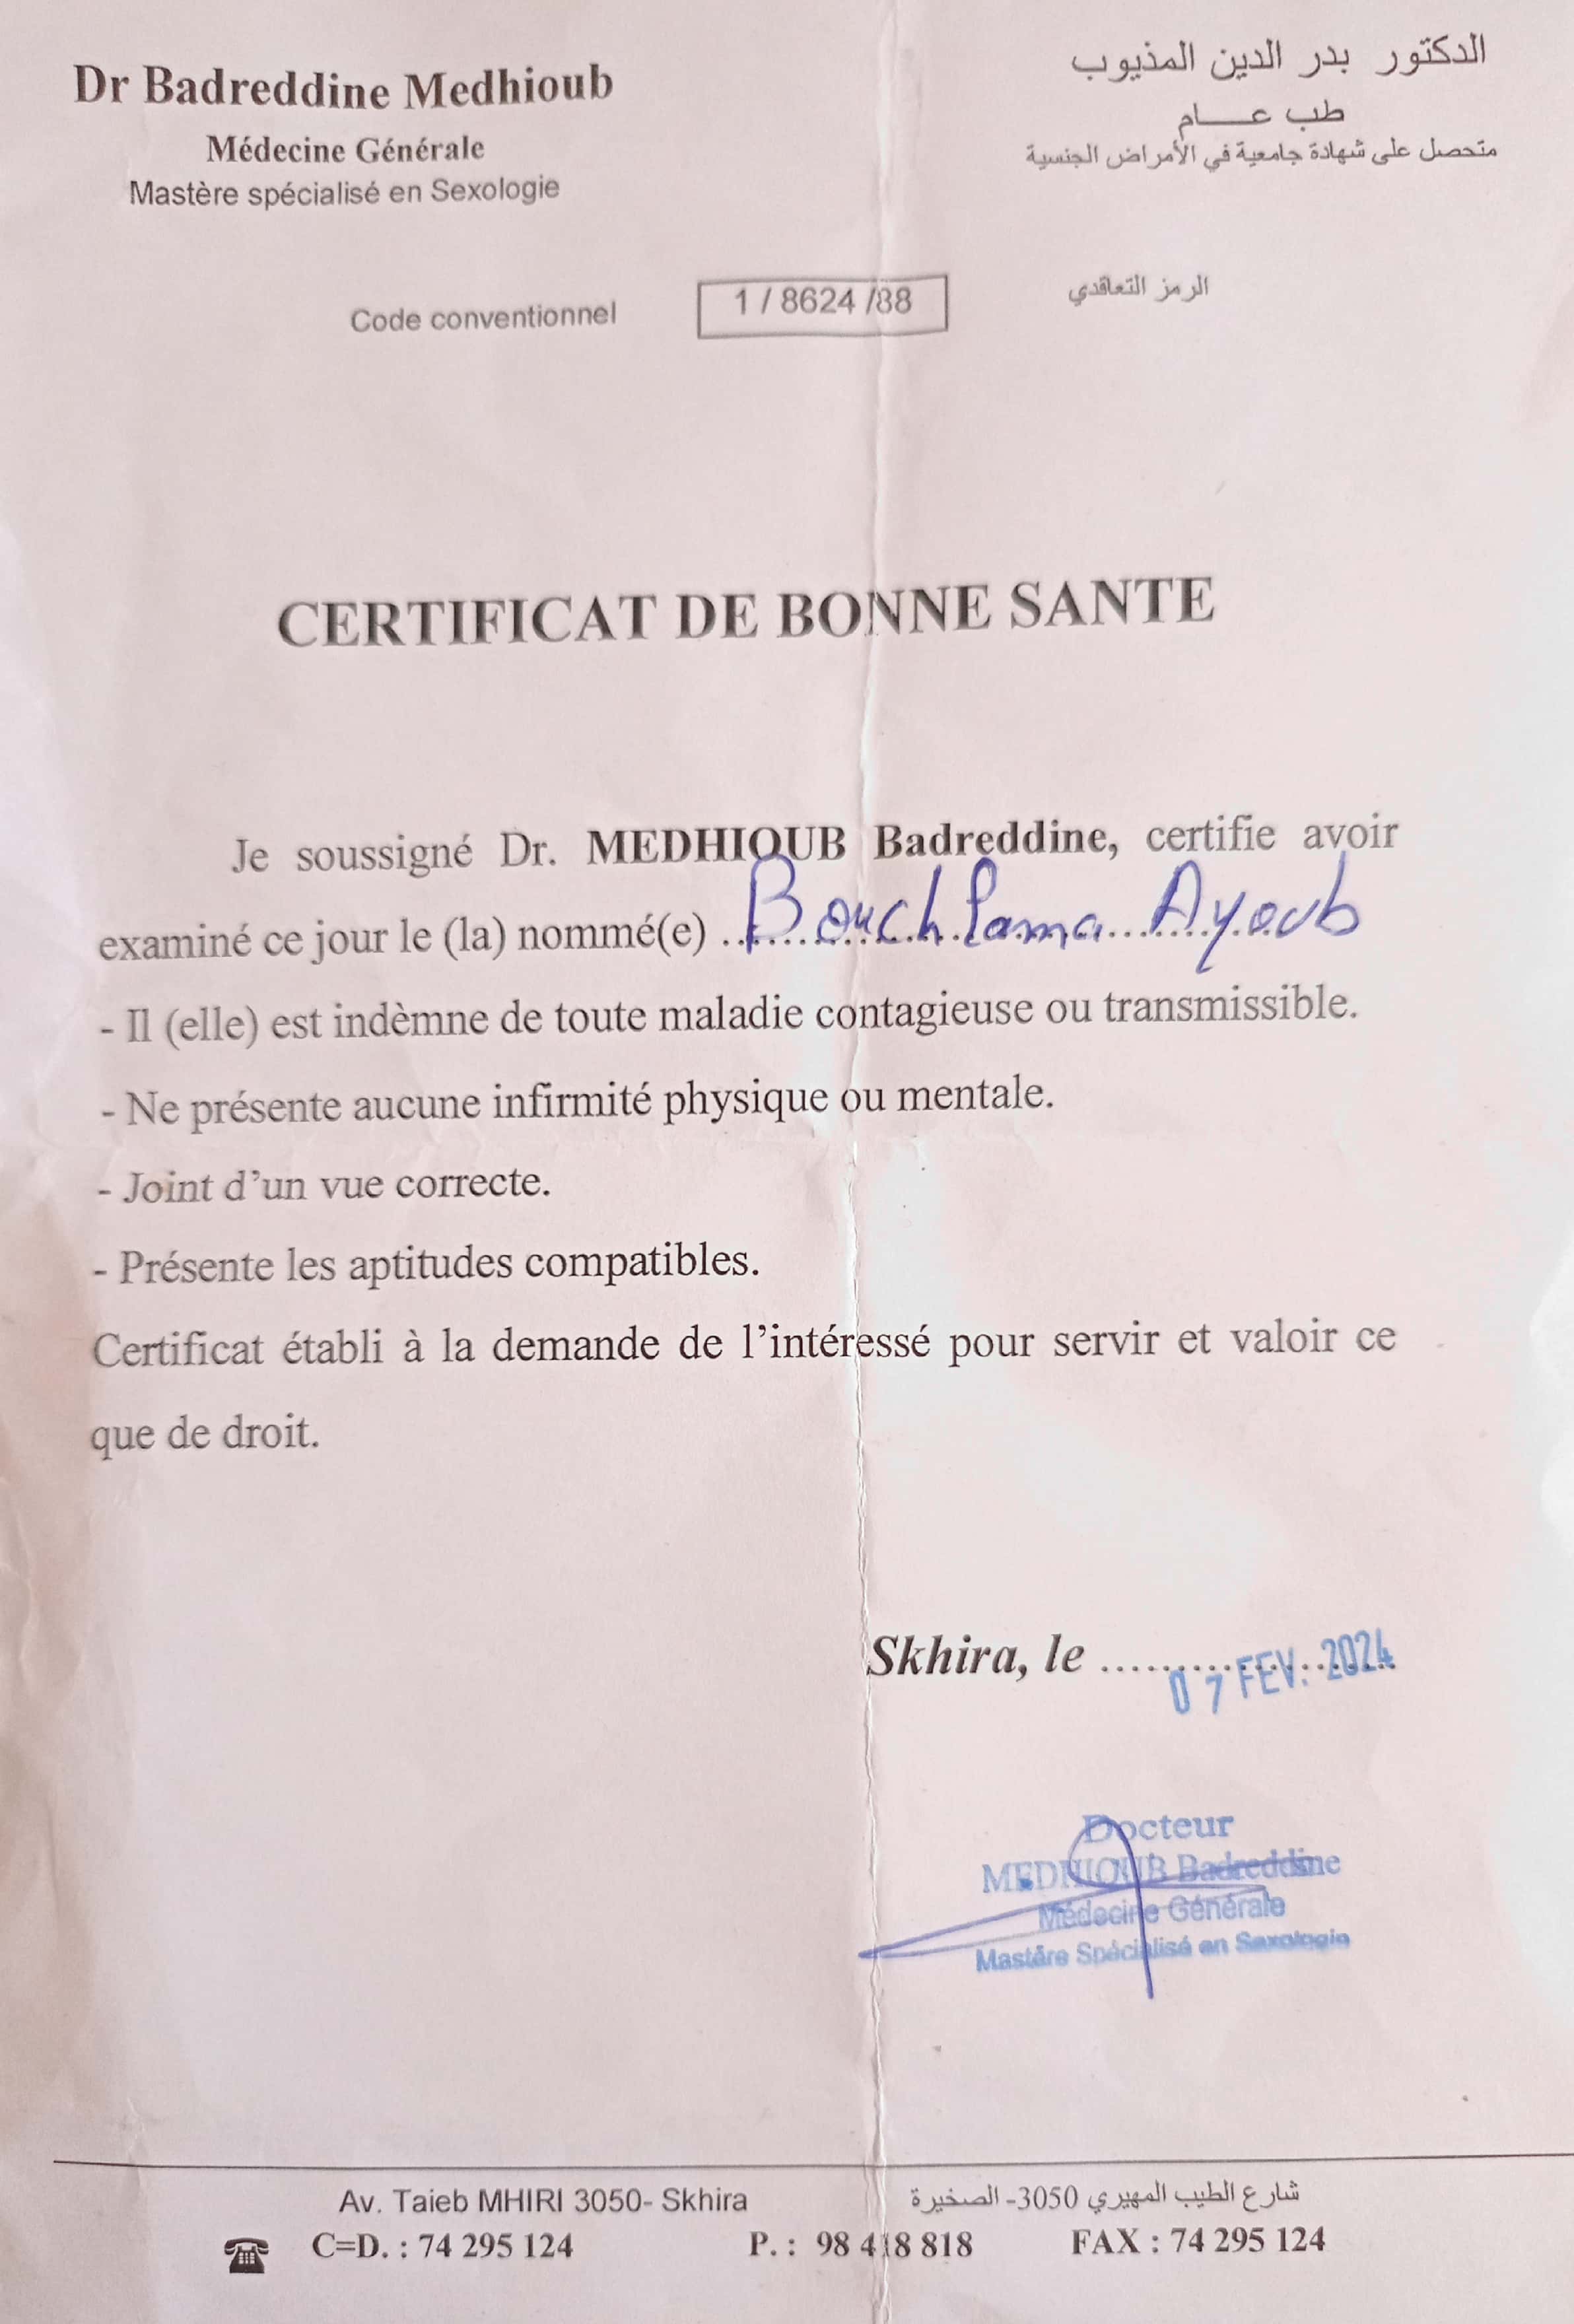 Dr Badreddine Medhioub
Médecine Générale
Mastère spécialisé en Sexologie
الدكتور بدر الدين المذيوب
طب عــــام
متحصل على شهادة جامعية في الأمراض الجنسية
Code conventionnel
1 / 8624 /88
الرمز التعاقدي
CERTIFICAT DE BONNE SANTE
Je soussigné Dr. MEDHIOUB Badreddine, certifie avoir
examiné ce jour le (la) nommé(e) Bouchlama Ayoub
- Il (elle) est indèmne de toute maladie contagieuse ou transmissible.
- Ne présente aucune infirmité physique ou mentale.
- Joint d’un vue correcte.
- Présente les aptitudes compatibles.
Certificat établi à la demande de l’intéressé pour servir et valoir ce
que de droit.
Skhira, le 07 FEV. 2024
Docteur
MEDHIOUB Badreddine
Médecine Générale
Mastère Spécialisé en Sexologie
Av. Taieb MHIRI 3050- Skhira
شارع الطيب المهيري 3050- الصخيرة
C=D. : 74 295 124 P. : 98 418 818 FAX : 74 295 124